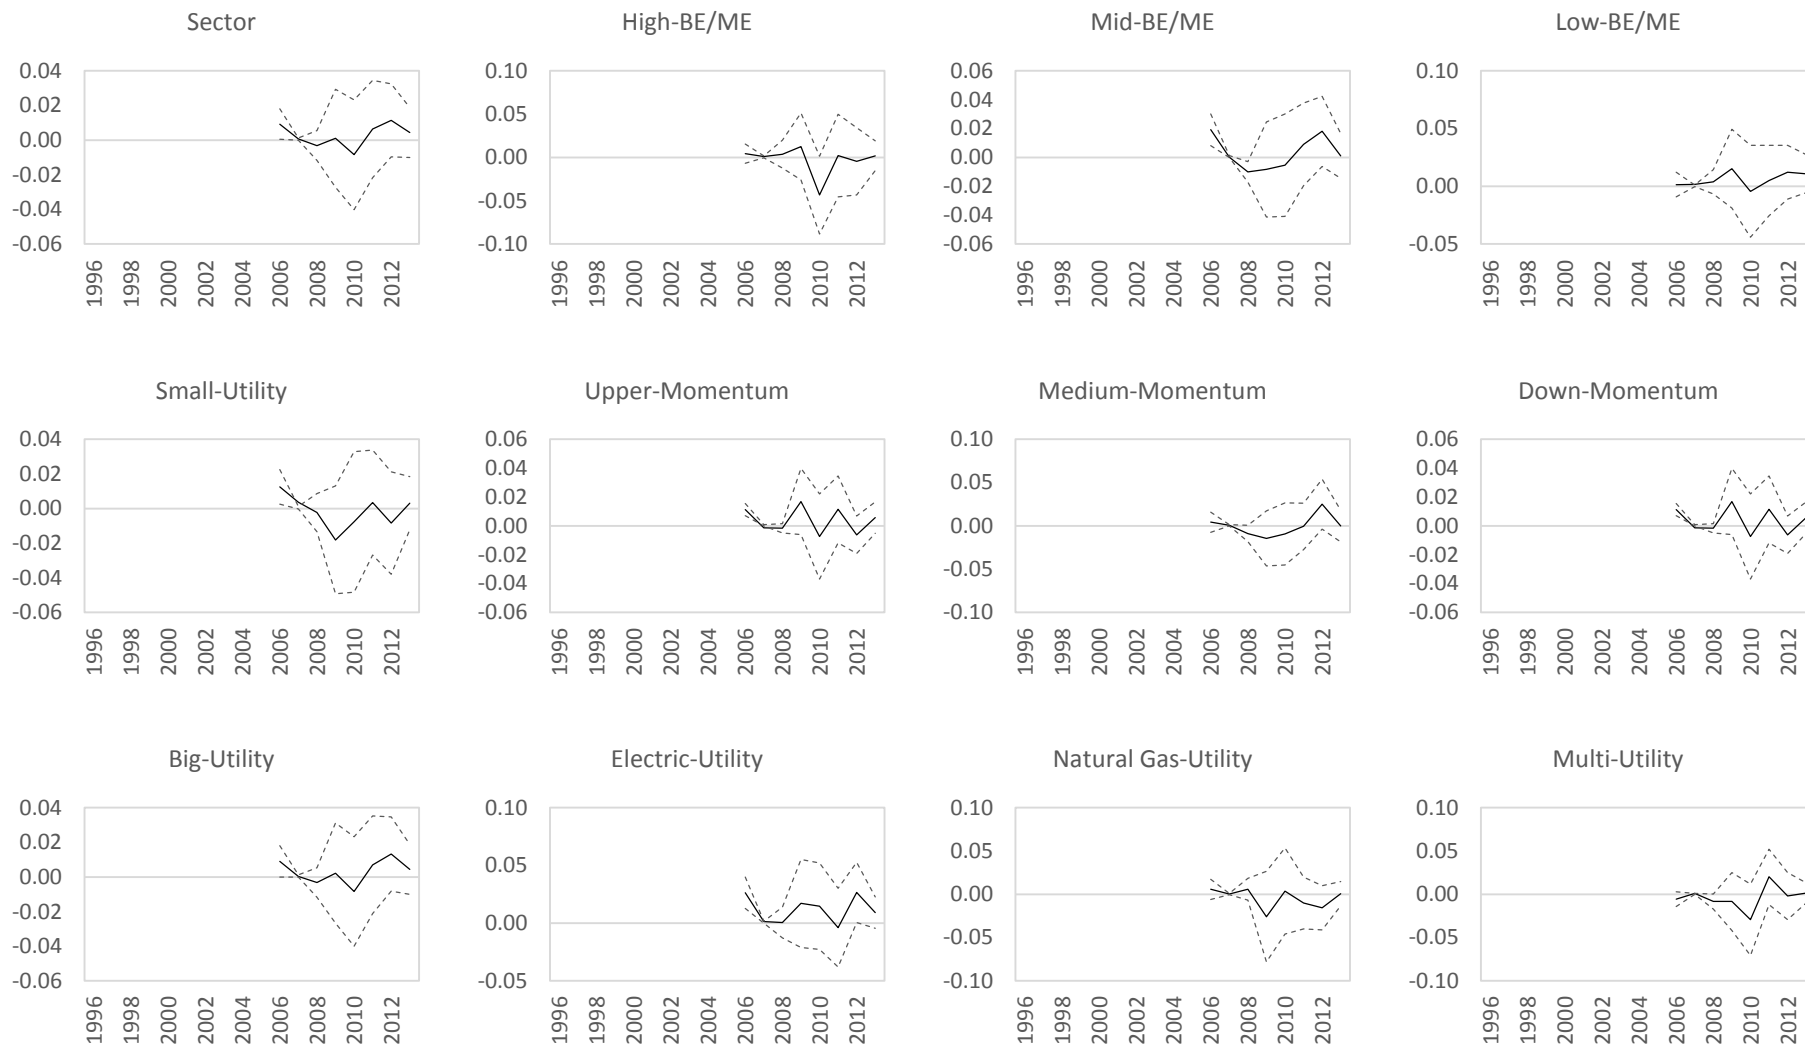 Sector
0.04
0.02
0.00
-0.02
-0.04
-0.06
1996 1998 2000 2002 2004 2006 2008 2010 2012
High-BE/ME
0.10
0.05
0.00
-0.05
-0.10
1996 1998 2000 2002 2004 2006 2008 2010 2012
Mid-BE/ME
0.06
0.04
0.02
0.00
-0.02
-0.04
-0.06
1996 1998 2000 2002 2004 2006 2008 2010 2012
Low-BE/ME
0.10
0.05
0.00
-0.05
1996 1998 2000 2002 2004 2006 2008 2010 2012
Small-Utility
0.04
0.02
0.00
-0.02
-0.04
-0.06
1996 1998 2000 2002 2004 2006 2008 2010 2012
Upper-Momentum
0.06
0.04
0.02
0.00
-0.02
-0.04
-0.06
1996 1998 2000 2002 2004 2006 2008 2010 2012
Medium-Momentum
0.10
0.05
0.00
-0.05
-0.10
1996 1998 2000 2002 2004 2006 2008 2010 2012
Down-Momentum
0.06
0.04
0.02
0.00
-0.02
-0.04
-0.06
1996 1998 2000 2002 2004 2006 2008 2010 2012
Big-Utility
0.04
0.02
0.00
-0.02
-0.04
-0.06
1996 1998 2000 2002 2004 2006 2008 2010 2012
Electric-Utility
0.10
0.05
0.00
-0.05
1996 1998 2000 2002 2004 2006 2008 2010 2012
Natural Gas-Utility
0.10
0.05
0.00
-0.05
-0.10
1996 1998 2000 2002 2004 2006 2008 2010 2012
Multi-Utility
0.10
0.05
0.00
-0.05
-0.10
1996 1998 2000 2002 2004 2006 2008 2010 2012